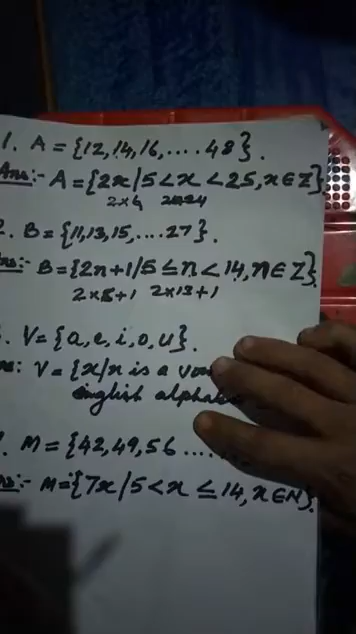 1. A = {12, 14, 16, .... 48}.
Ans:- A = {2x / 5 < x < 25, x ∈ Z}
2×6 2×24
2. B = {11, 13, 15, ... 27}.
B = {2n+1 / 5 ≤ n < 14, n ∈ Z}.
2×5+1 2×13+1
V = {a, e, i, o, u}.
V = {x/x is a
english
M = {42, 49, 56 ....
M = {7x / 5 < x ≤ 14, x ∈ N}.